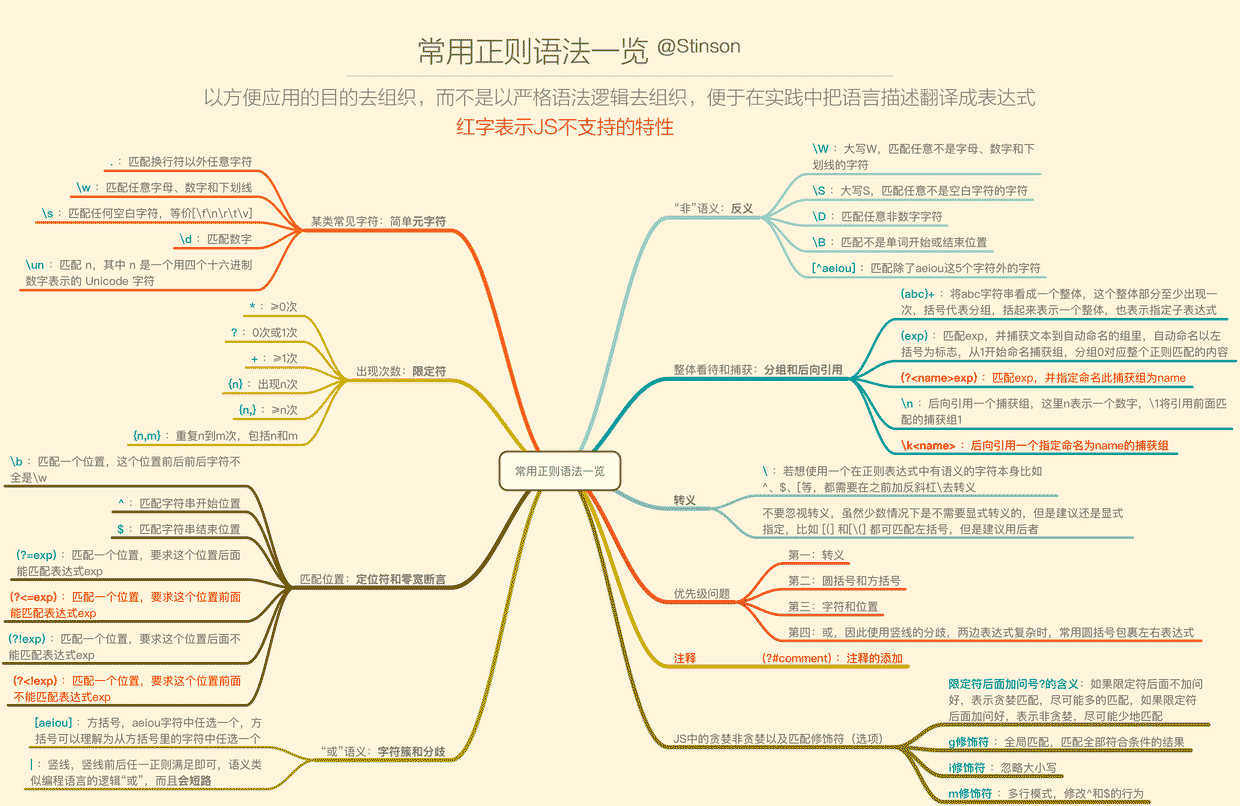 常用正则语法一览 @Stinson
以方便应用的目的去组织，而不是以严格语法逻辑去组织，便于在实践中把语言描述翻译成表达式
红字表示JS不支持的特性
. ：匹配换行符以外任意字符
\w ：匹配任意字母、数字和下划线
\s ：匹配任何空白字符，等价[\f\n\r\t\v]
\d ：匹配数字
\un ：匹配 n，其中 n 是一个用四个十六进制
数字表示的 Unicode 字符
某类常见字符：简单元字符
* ：≥0次
? ：0次或1次
+ ：≥1次
{n} ：出现n次
{n,} ：≥n次
{n,m} ：重复n到m次，包括n和m
出现次数：限定符
\b ：匹配一个位置，这个位置前后前后字符不
全是\w
^ ：匹配字符串开始位置
$ ：匹配字符串结束位置
(?=exp) ：匹配一个位置，要求这个位置后面
能匹配表达式exp
(?<=exp) ：匹配一个位置，要求这个位置前面
能匹配表达式exp
(?!exp) ：匹配一个位置，要求这个位置后面不
能匹配表达式exp
(?<!exp) ：匹配一个位置，要求这个位置前面
不能匹配表达式exp
匹配位置：定位符和零宽断言
[aeiou] ：方括号，aeiou字符中任选一个，方
括号可以理解为从方括号里的字符中任选一个
| ：竖线，竖线前后任一正则满足即可，语义类
似编程语言的逻辑“或”，而且会短路
“或”语义：字符簇和分歧
常用正则语法一览
“非”语义：反义
\W ：大写W，匹配任意不是字母、数字和下
划线的字符
\S ：大写S，匹配任意不是空白字符的字符
\D ：匹配任意非数字字符
\B ：匹配不是单词开始或结束位置
[^aeiou] ：匹配除了aeiou这5个字符外的字符
整体看待和捕获：分组和后向引用
(abc)+ ：将abc字符串看成一个整体，这个整体部分至少出现一
次，括号代表分组，括起来表示一个整体，也表示指定子表达式
(exp) ：匹配exp，并捕获文本到自动命名的组里，自动命名以左
括号为标志，从1开始命名捕获组，分组0对应整个正则匹配的内容
(?<name>exp) ：匹配exp，并指定命名此捕获组为name
\n ：后向引用一个捕获组，这里n表示一个数字，\1将引用前面匹
配的捕获组1
\k<name> ：后向引用一个指定命名为name的捕获组
转义
\ ：若想使用一个在正则表达式中有语义的字符本身比如
^、$、[等，都需要在之前加反斜杠\去转义
不要忽视转义，虽然少数情况下是不需要显式转义的，但是建议还是显式
指定，比如 [(] 和[\(] 都可匹配左括号，但是建议用后者
优先级问题
第一：转义
第二：圆括号和方括号
第三：字符和位置
第四：或，因此使用竖线的分歧，两边表达式复杂时，常用圆括号包裹左右表达式
注释
(?#comment) ：注释的添加
JS中的贪婪非贪婪以及匹配修饰符（选项）
限定符后面加问号?的含义：如果限定符后面不加问
好，表示贪婪匹配，尽可能多的匹配，如果限定符
后面加问好，表示非贪婪，尽可能少地匹配
g修饰符 ：全局匹配，匹配全部符合条件的结果
i修饰符 ：忽略大小写
m修饰符 ：多行模式，修改^和$的行为